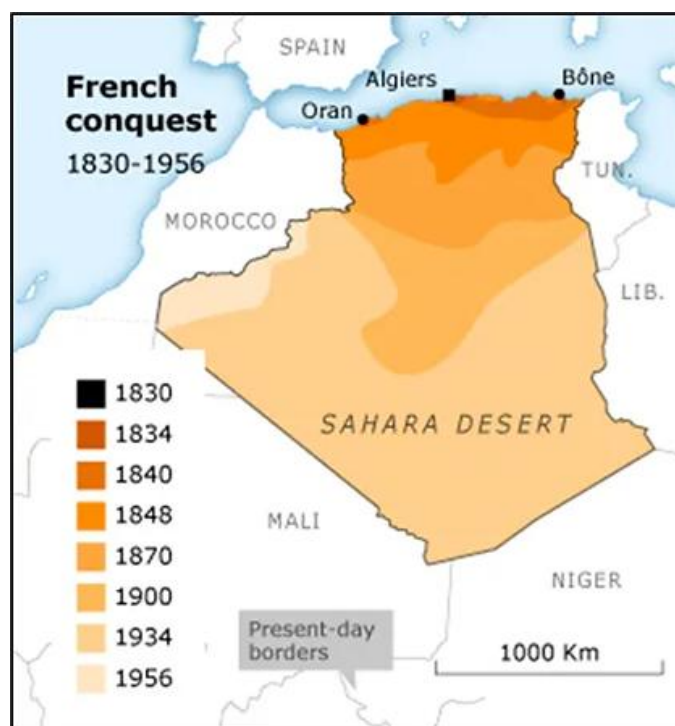 SPAIN
French
conquest
1830-1956
Algiers
Bône
Oran
TUN.
MOROCCO
LIB.
1830
1834
1840
1848
1870
1900
1934
1956
SAHARA DESERT
MALI
NIGER
Present-day
borders
1000 Km